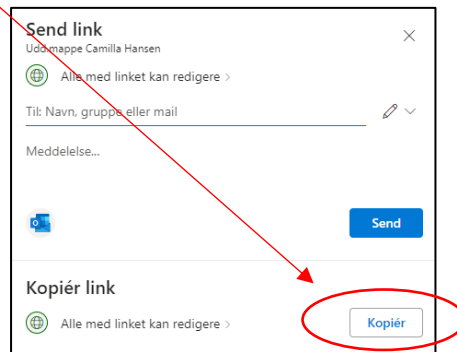 Send link
Udd mappe Camilla Hansen
Alle med linket kan redigere >
Til: Navn, gruppe eller mail
Meddelelse...
Send
Kopiér link
Alle med linket kan redigere >
Kopiér